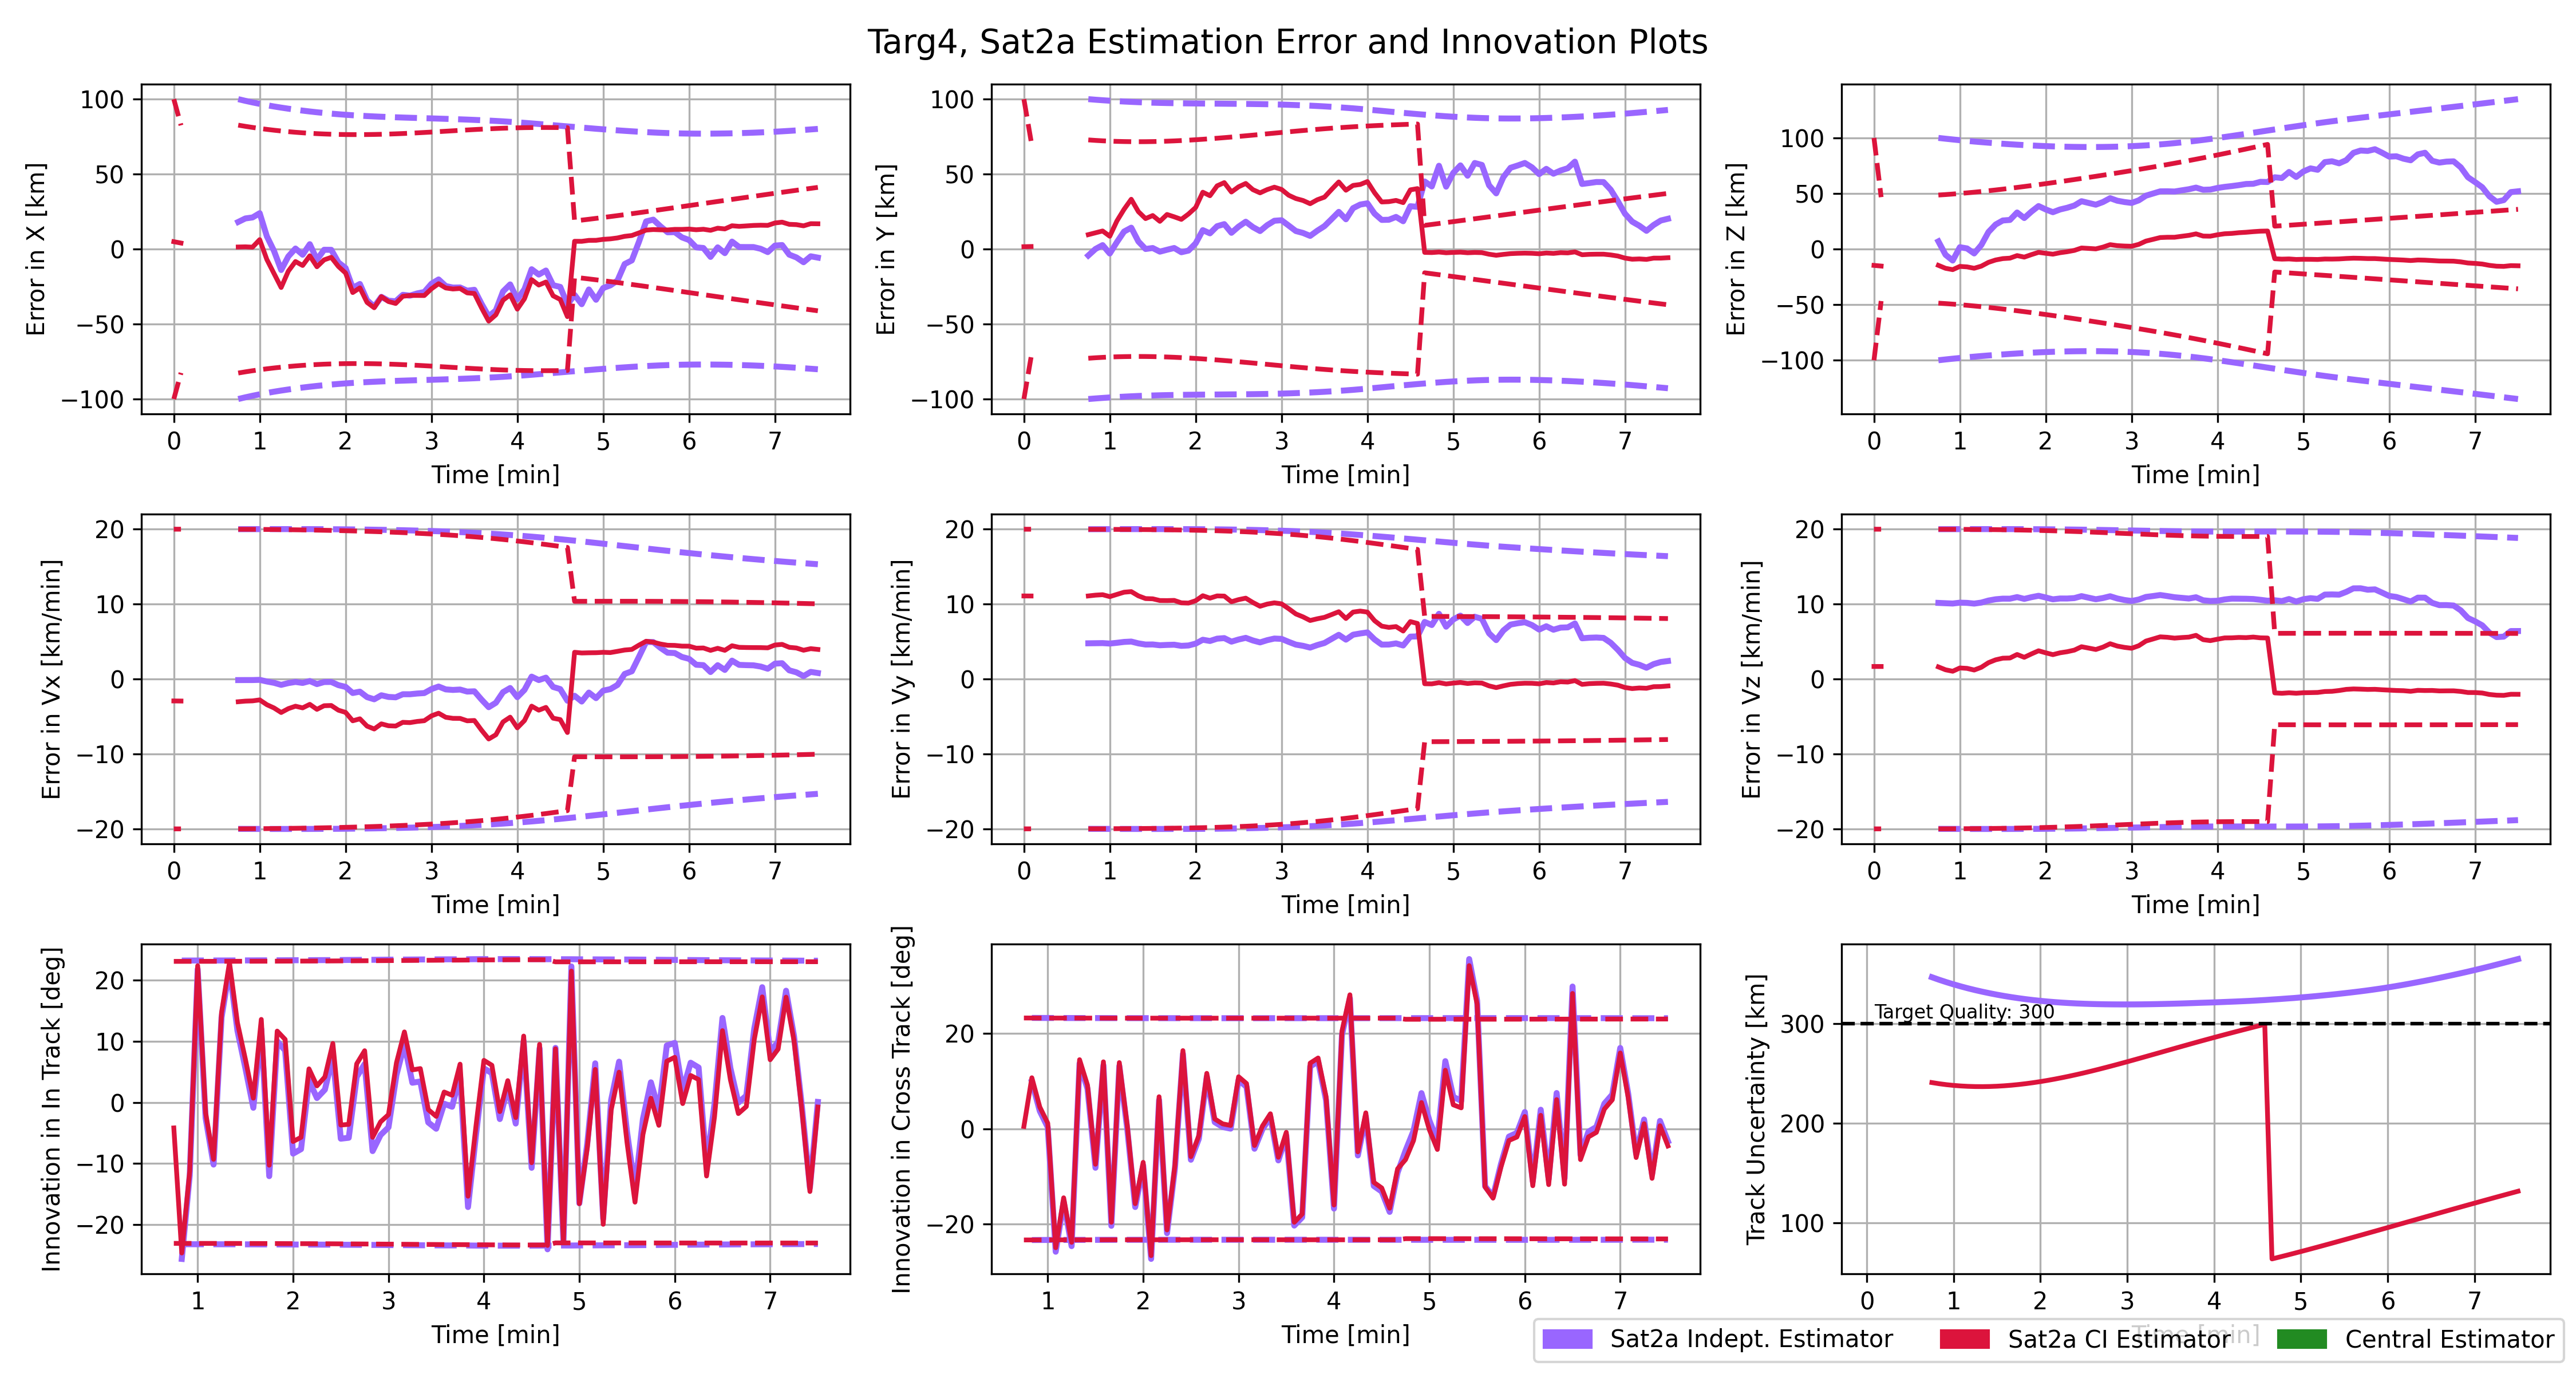 Targ4, Sat2a Estimation Error and Innovation Plots
Error in X [km]
100
50
0
−50
−100
0 1 2 3 4 5 6 7
Time [min]
Error in Y [km]
100
50
0
−50
−100
0 1 2 3 4 5 6 7
Time [min]
Error in Z [km]
100
50
0
−50
−100
0 1 2 3 4 5 6 7
Time [min]
Error in Vx [km/min]
20
10
0
−10
−20
0 1 2 3 4 5 6 7
Time [min]
Error in Vy [km/min]
20
10
0
−10
−20
0 1 2 3 4 5 6 7
Time [min]
Error in Vz [km/min]
20
10
0
−10
−20
0 1 2 3 4 5 6 7
Time [min]
Innovation in In Track [deg]
20
10
0
−10
−20
1 2 3 4 5 6 7
Time [min]
Innovation in Cross Track [deg]
20
0
−20
1 2 3 4 5 6 7
Time [min]
Track Uncertainty [km]
Target Quality: 300
300
200
100
0 1 2 3 4 5 6 7
Time [min]
Sat2a Indept. Estimator
Sat2a CI Estimator
Central Estimator